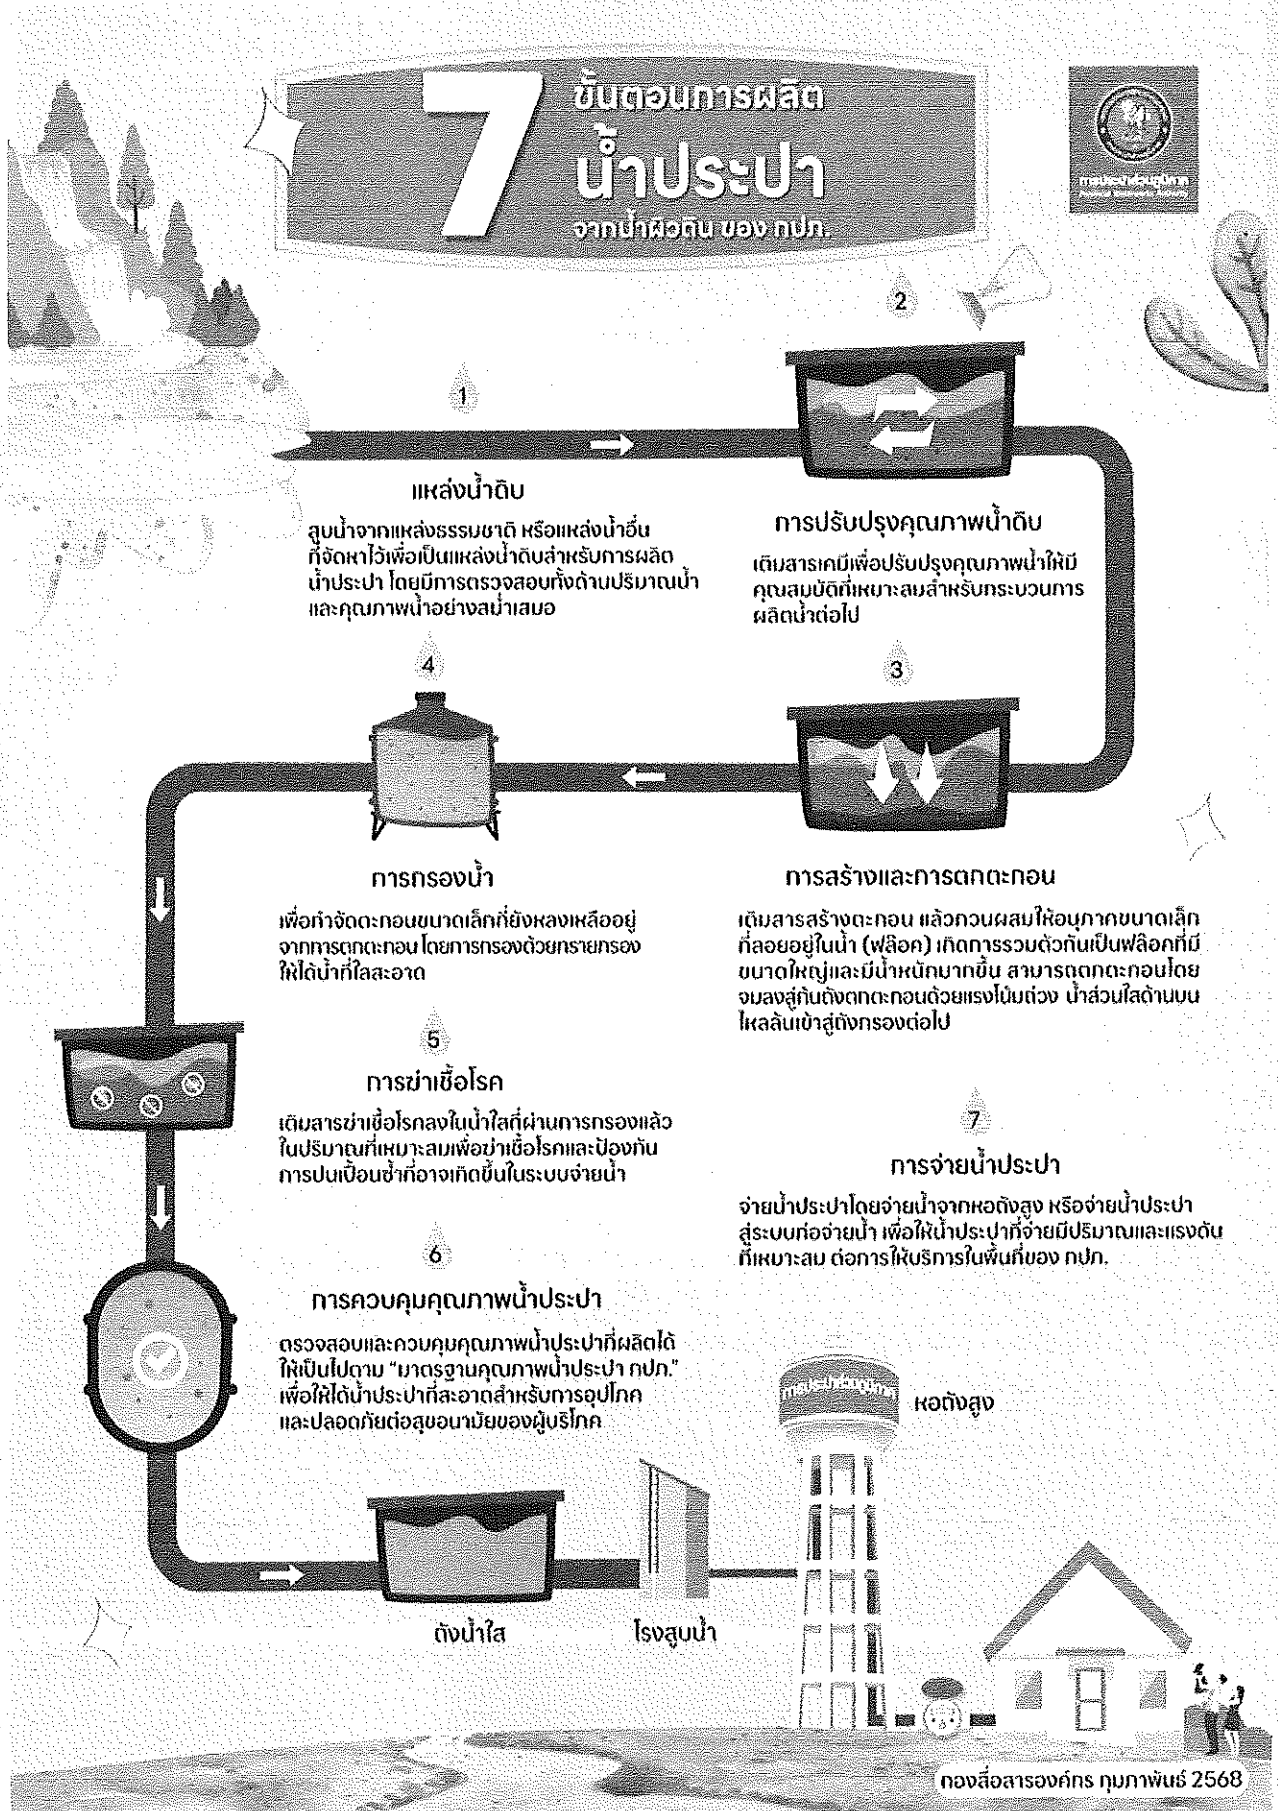 7
ขั้นตอนการผลิต
น้ำประปา
จากน้ำผิวดิน ของ กปภ.
การประปาส่วนภูมิภาค
Provincial Waterworks Authority
1
แหล่งน้ำดิบ
สูบน้ำจากแหล่งธรรมชาติ หรือแหล่งน้ำอื่น
ที่จัดหาไว้เพื่อเป็นแหล่งน้ำดิบสำหรับการผลิต
น้ำประปา โดยมีการตรวจสอบทั้งด้านปริมาณน้ำ
และคุณภาพน้ำอย่างสม่ำเสมอ
2
การปรับปรุงคุณภาพน้ำดิบ
เติมสารเคมีเพื่อปรับปรุงคุณภาพน้ำให้มี
คุณสมบัติที่เหมาะสมสำหรับกระบวนการ
ผลิตน้ำต่อไป
3
การสร้างและการตกตะกอน
เติมสารสร้างตะกอน แล้วกวนผสมให้อนุภาคขนาดเล็ก
ที่ลอยอยู่ในน้ำ (ฟล็อค) เกิดการรวมตัวกันเป็นฟล็อคที่มี
ขนาดใหญ่และมีน้ำหนักมากขึ้น สามารถตกตะกอนโดย
จมลงสู่ก้นถังตกตะกอนด้วยแรงโน้มถ่วง น้ำส่วนใสด้านบน
ไหลล้นเข้าสู่ถังกรองต่อไป
4
การกรองน้ำ
เพื่อกำจัดตะกอนขนาดเล็กที่ยังหลงเหลืออยู่
จากการตกตะกอน โดยการกรองด้วยทรายกรอง
ให้ได้น้ำที่ใสสะอาด
5
การฆ่าเชื้อโรค
เติมสารฆ่าเชื้อโรคลงในน้ำใสที่ผ่านการกรองแล้ว
ในปริมาณที่เหมาะสมเพื่อฆ่าเชื้อโรคและป้องกัน
การปนเปื้อนซ้ำที่อาจเกิดขึ้นในระบบจ่ายน้ำ
6
การควบคุมคุณภาพน้ำประปา
ตรวจสอบและควบคุมคุณภาพน้ำประปาที่ผลิตได้
ให้เป็นไปตาม “มาตรฐานคุณภาพน้ำประปา กปภ.”
เพื่อให้ได้น้ำประปาที่สะอาดสำหรับการอุปโภค
และปลอดภัยต่อสุขอนามัยของผู้บริโภค
7
การจ่ายน้ำประปา
จ่ายน้ำประปาโดยจ่ายน้ำจากหอถังสูง หรือจ่ายน้ำประปา
สู่ระบบท่อจ่ายน้ำ เพื่อให้น้ำประปาที่จ่ายมีปริมาณและแรงดัน
ที่เหมาะสม ต่อการให้บริการในพื้นที่ของ กปภ.
การประปาส่วนภูมิภาค
หอถังสูง
ถังน้ำใส
โรงสูบน้ำ
กองสื่อสารองค์กร กุมภาพันธ์ 2568